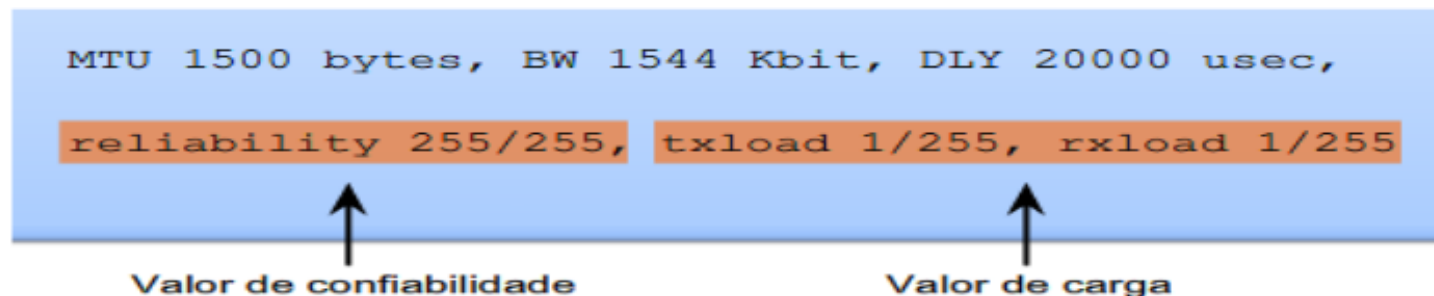 MTU 1500 bytes, BW 1544 Kbit, DLY 20000 usec,
reliability 255/255, txload 1/255, rxload 1/255
Valor de confiabilidade Valor de carga